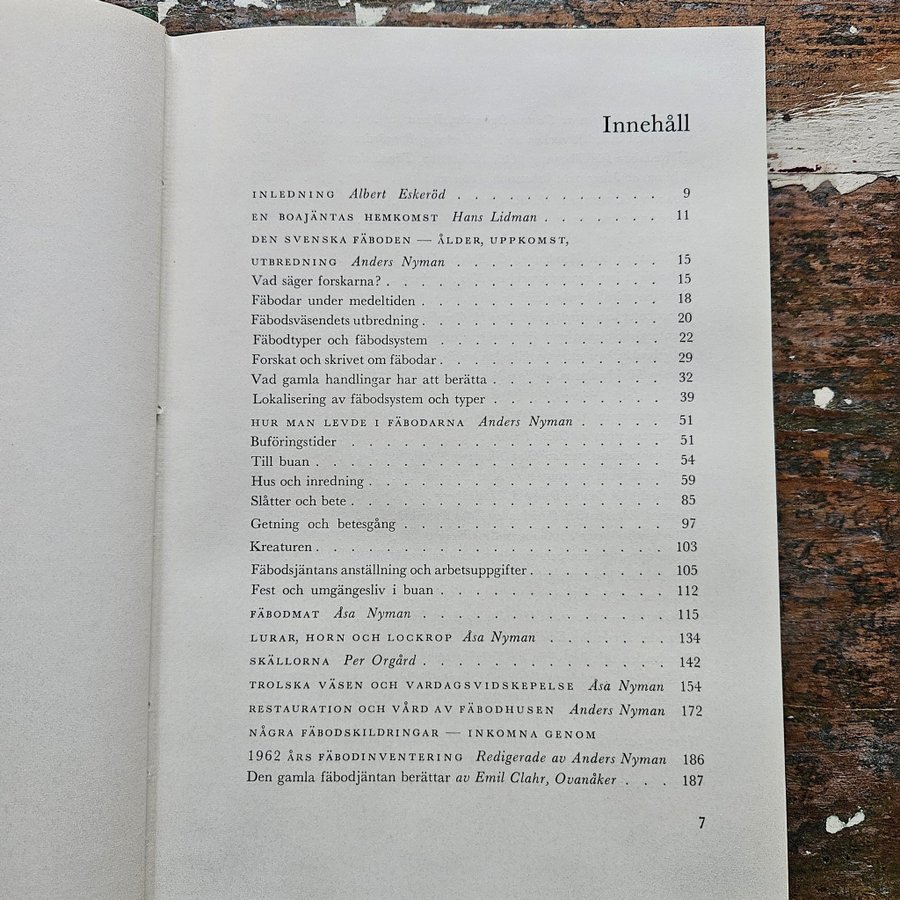 Innehåll
INLEDNING Albert Eskeröd . . . . . . . . . . . 9
EN BOAJÄNTAS HEMKOMST Hans Lidman . . . . . . . 11
DEN SVENSKA FÄBODEN — ÅLDER, UPPKOMST,
UTBREDNING Anders Nyman . . . . . . . . . . . 15
Vad säger forskarna? . . . . . . . . . . . . . . 15
Fäbodar under medeltiden . . . . . . . . . . . . 18
Fäbodsväsendets utbredning . . . . . . . . . . . . 20
Fäbodtyper och fäbodsystem . . . . . . . . . . . 22
Forskat och skrivet om fäbodar . . . . . . . . . . . 29
Vad gamla handlingar har att berätta . . . . . . . . . 32
Lokalisering av fäbodsystem och typer . . . . . . . . . 39
HUR MAN LEVDE I FÄBODARNA Anders Nyman . . . . . 51
Buföringstider . . . . . . . . . . . . . . . 51
Till buan . . . . . . . . . . . . . . . . . 54
Hus och inredning . . . . . . . . . . . . . . 59
Slåtter och bete . . . . . . . . . . . . . . . 85
Getning och betesgång . . . . . . . . . . . . . 97
Kreaturen . . . . . . . . . . . . . . . . . 103
Fäbodsjäntans anställning och arbetsuppgifter . . . . . . . 105
Fest och umgängesliv i buan . . . . . . . . . . . 112
FÄBODMAT Åsa Nyman . . . . . . . . . . . . 115
LURAR, HORN OCH LOCKROP Åsa Nyman . . . . . . . 134
SKÄLLORNA Per Orgård . . . . . . . . . . . . 142
TROLSKA VÄSEN OCH VARDAGSVIDSKEPELSE Åsa Nyman 154
RESTAURATION OCH VÅRD AV FÄBODHUSEN Anders Nyman 172
NÅGRA FÄBODSKILDRINGAR — INKOMNA GENOM
1962 ÅRS FÄBODINVENTERING Redigerade av Anders Nyman 186
Den gamla fäbodjäntan berättar av Emil Clahr, Ovanåker . . . 187
7